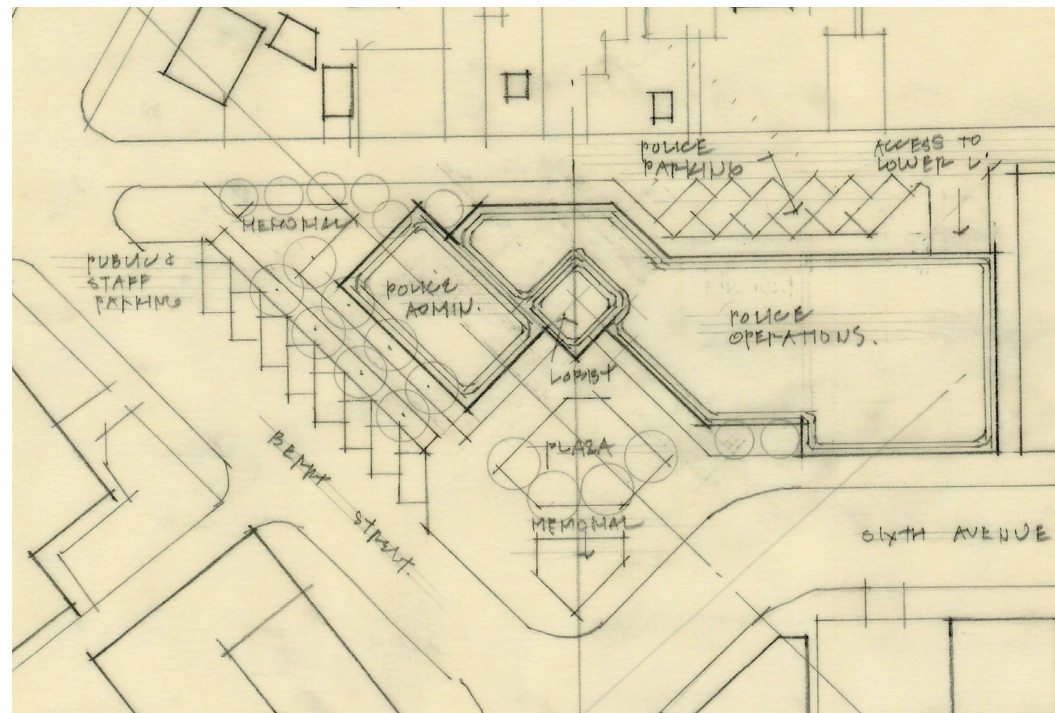 POLICE
PARKING
ACCESS TO
LOWER L.
MEMORIAL
PUBLIC &
STAFF
PARKING
POLICE
ADMIN.
POLICE
OPERATIONS.
LOBBY
PLAZA
MEMORIAL
STREET.
SIXTH AVENUE